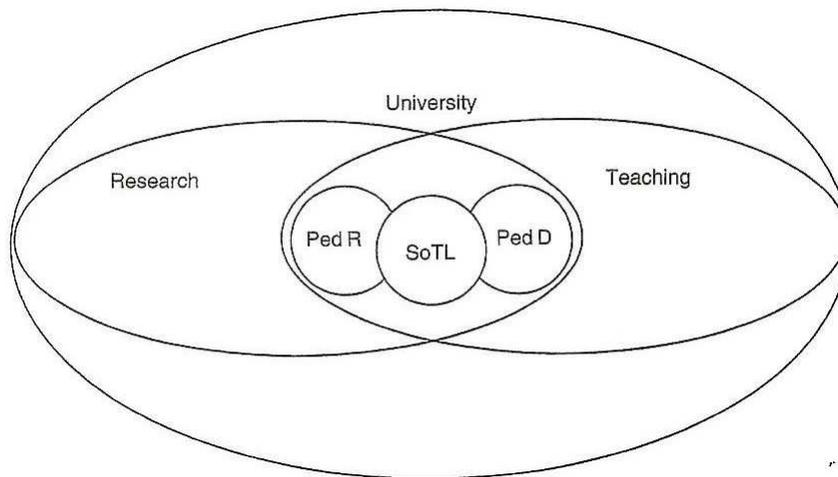 University
Research
Teaching
Ped R
SoTL
Ped D